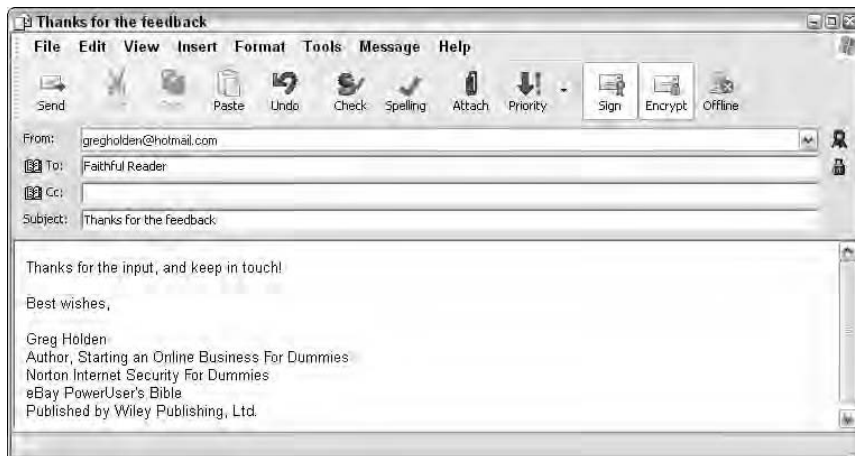 Thanks for the feedback
File Edit View Insert Format Tools Message Help
Send Paste Undo Check Spelling Attach Priority Sign Encrypt Offline
From: gregholden@hotmail.com
To: Faithful Reader
Cc:
Subject: Thanks for the feedback
Thanks for the input, and keep in touch!
Best wishes,
Greg Holden
Author, Starting an Online Business For Dummies
Norton Internet Security For Dummies
eBay PowerUser's Bible
Published by Wiley Publishing, Ltd.